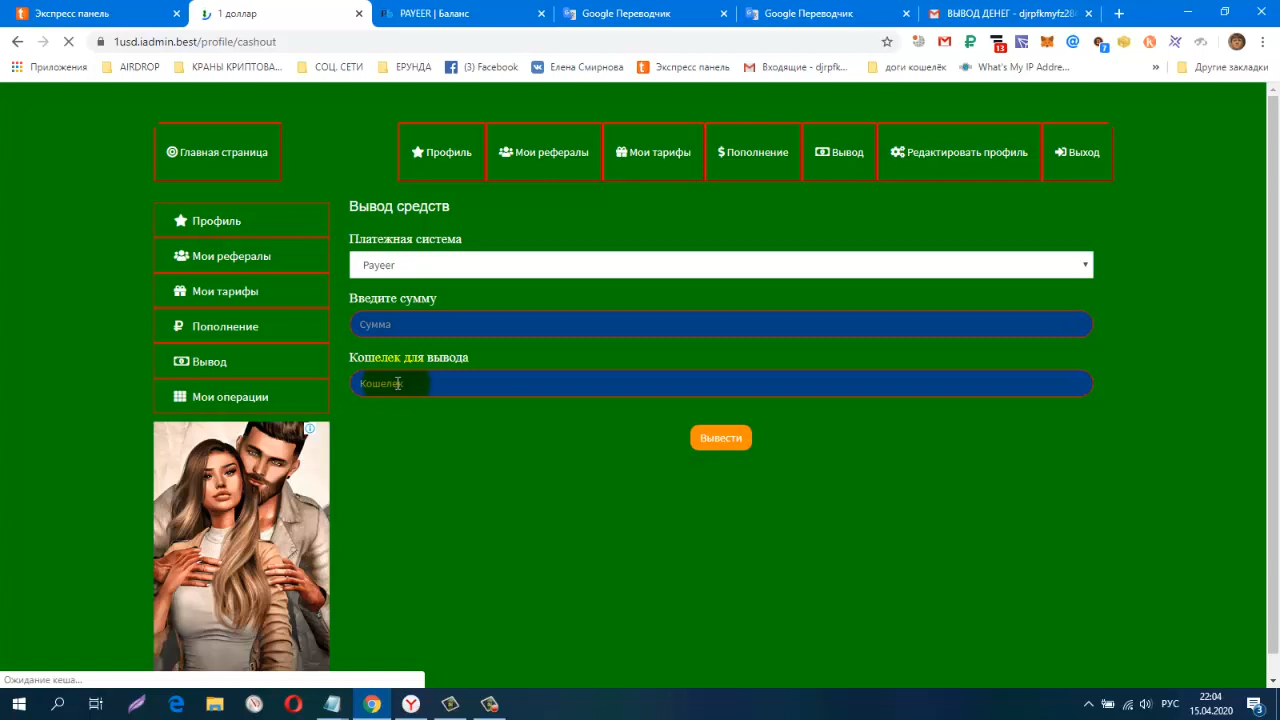 Экспресс панель
1 доллар
PAYEER | Баланс
Google Переводчик
Google Переводчик
ВЫВОД ДЕНЕГ - djrpfkmyfz28
1usd.iadmin.best/profile/cashout
13
7
Приложения
AIRDROP
КРАНЫ КРИПТОВА...
СОЦ. СЕТИ
ЕРУНДА
(3) Facebook
Елена Смирнова
Экспресс панель
Входящие - djrpfk...
доги кошелёк
What's My IP Addre...
»
Другие закладки
Главная страница
Профиль
Мои рефералы
Мои тарифы
Пополнение
Вывод
Редактировать профиль
Выход
Профиль
Мои рефералы
Мои тарифы
Пополнение
Вывод
Мои операции
Вывод средств
Платежная система
Payeer
Введите сумму
Сумма
Кошелек для вывода
Кошелек
Вывести
Ожидание кеша...
РУС
22:04
15.04.2020
3